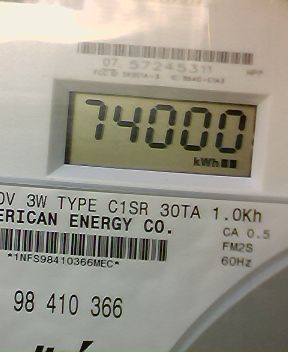 07 57245311
74000
kWh
0V 3W TYPE C1SR 30TA 1.0Kh
ERICAN ENERGY CO.
CA 0.5
FM2S
60Hz
*1NFS98410366MEC*
98 410 366